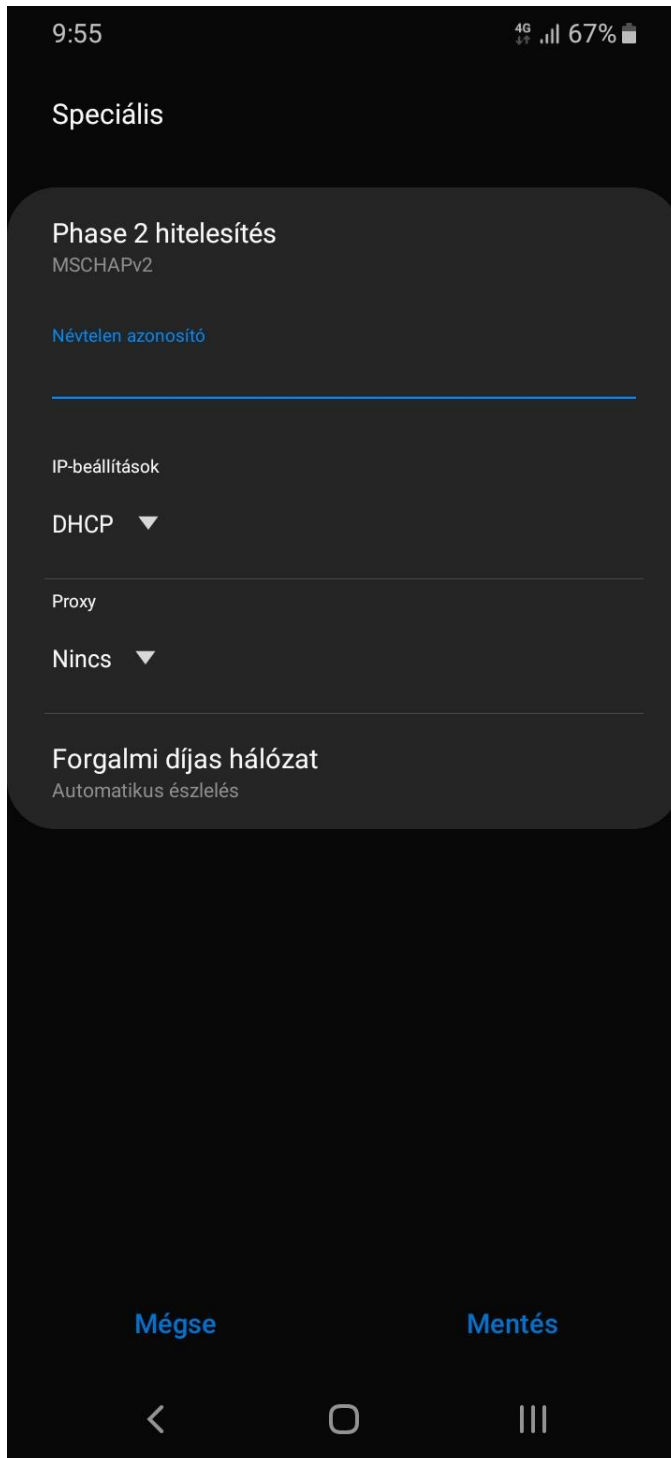 9:55
4G 67%
Speciális
Phase 2 hitelesítés
MSCHAPv2
Névtelen azonosító
IP-beállítások
DHCP
Proxy
Nincs
Forgalmi díjas hálózat
Automatikus észlelés
Mégse Mentés